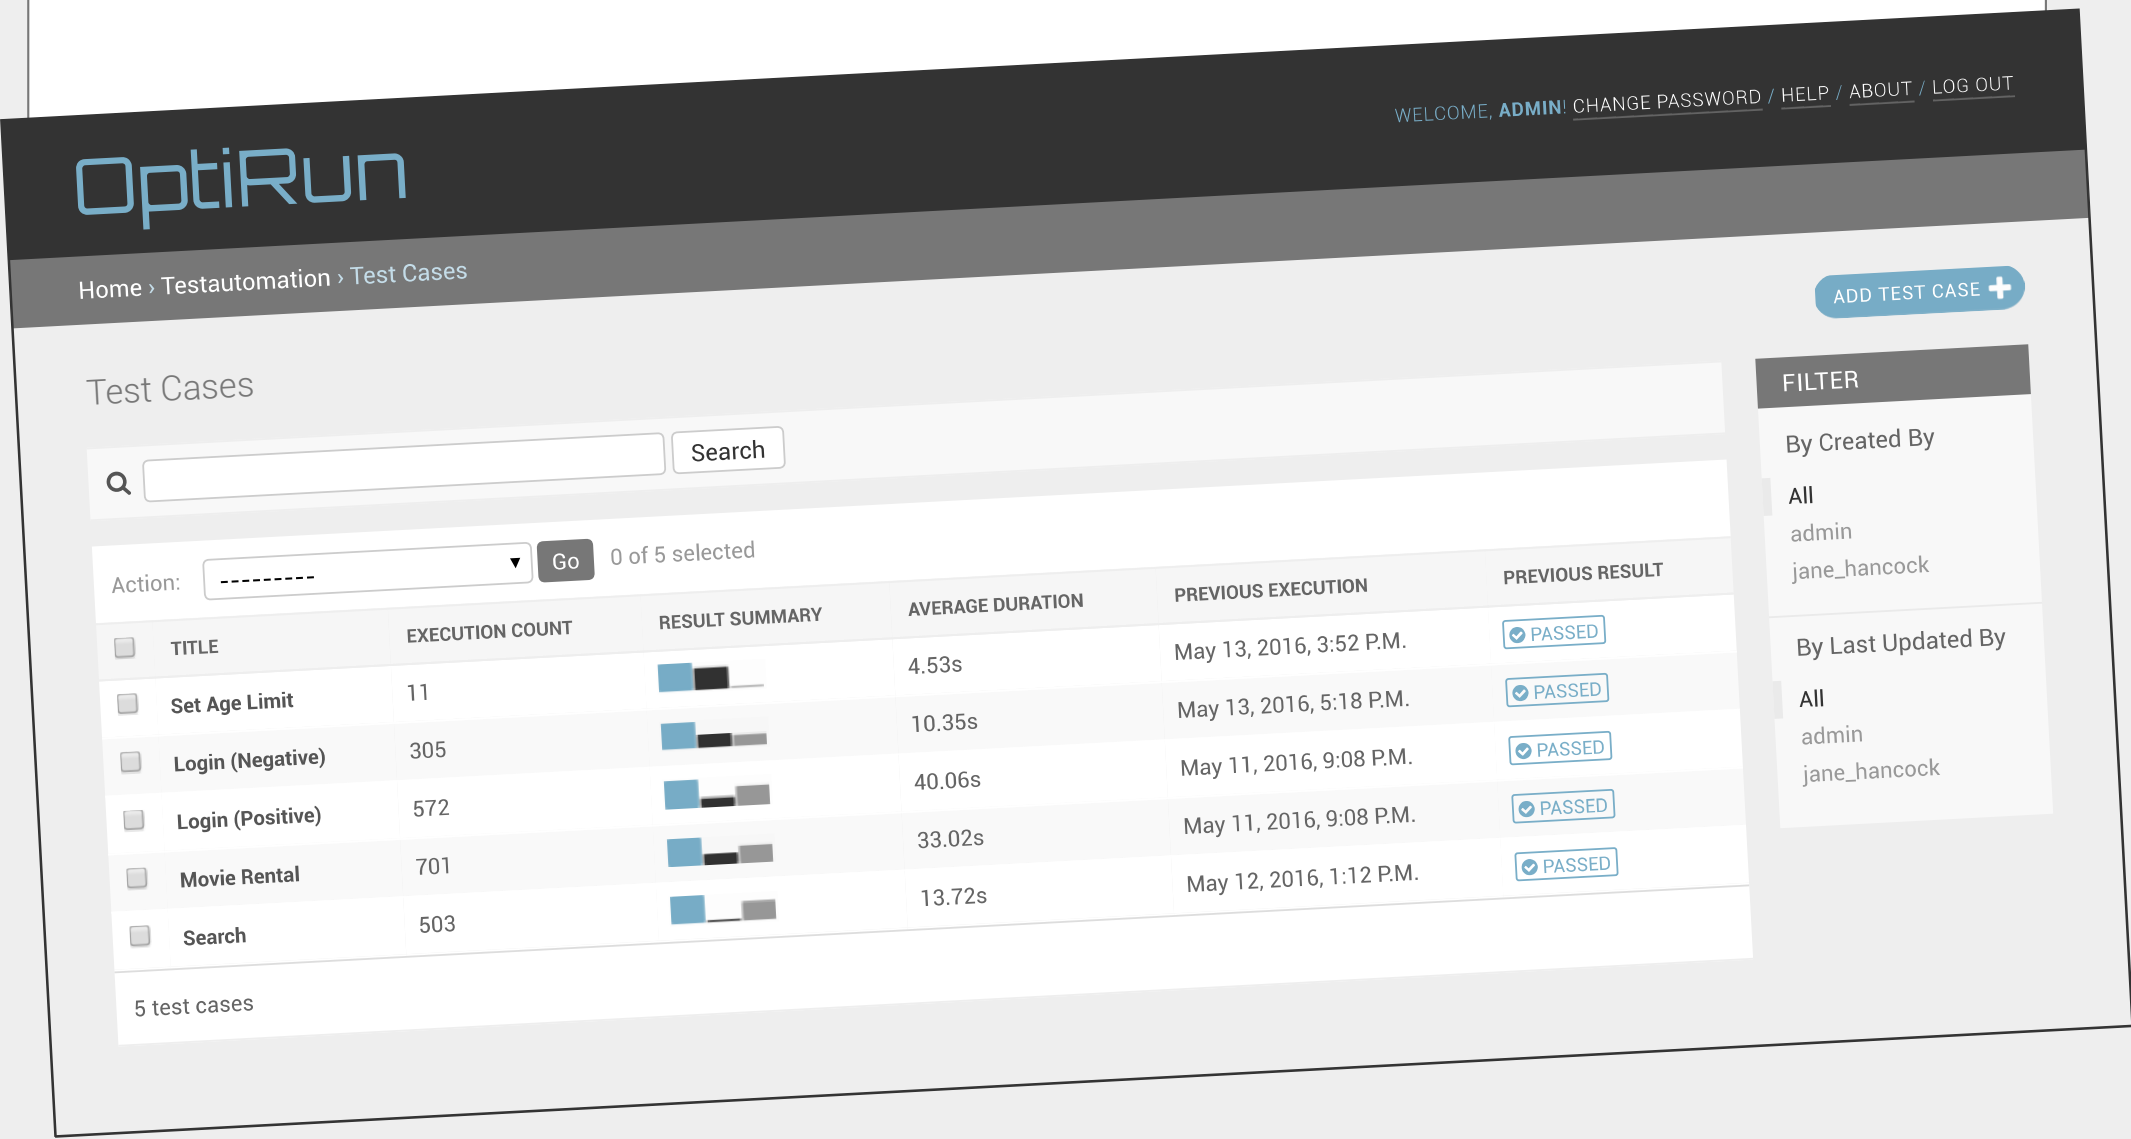 WELCOME, ADMIN! CHANGE PASSWORD / HELP / ABOUT / LOG OUT
OptiRun
Home › Testautomation › Test Cases
ADD TEST CASE
Test Cases
Search
Action: --------- Go 0 of 5 selected
TITLE EXECUTION COUNT RESULT SUMMARY AVERAGE DURATION PREVIOUS EXECUTION PREVIOUS RESULT
Set Age Limit 11 4.53s May 13, 2016, 3:52 P.M. PASSED
Login (Negative) 305 10.35s May 13, 2016, 5:18 P.M. PASSED
Login (Positive) 572 40.06s May 11, 2016, 9:08 P.M. PASSED
Movie Rental 701 33.02s May 11, 2016, 9:08 P.M. PASSED
Search 503 13.72s May 12, 2016, 1:12 P.M. PASSED
5 test cases
FILTER
By Created By
All
admin
jane_hancock
By Last Updated By
All
admin
jane_hancock